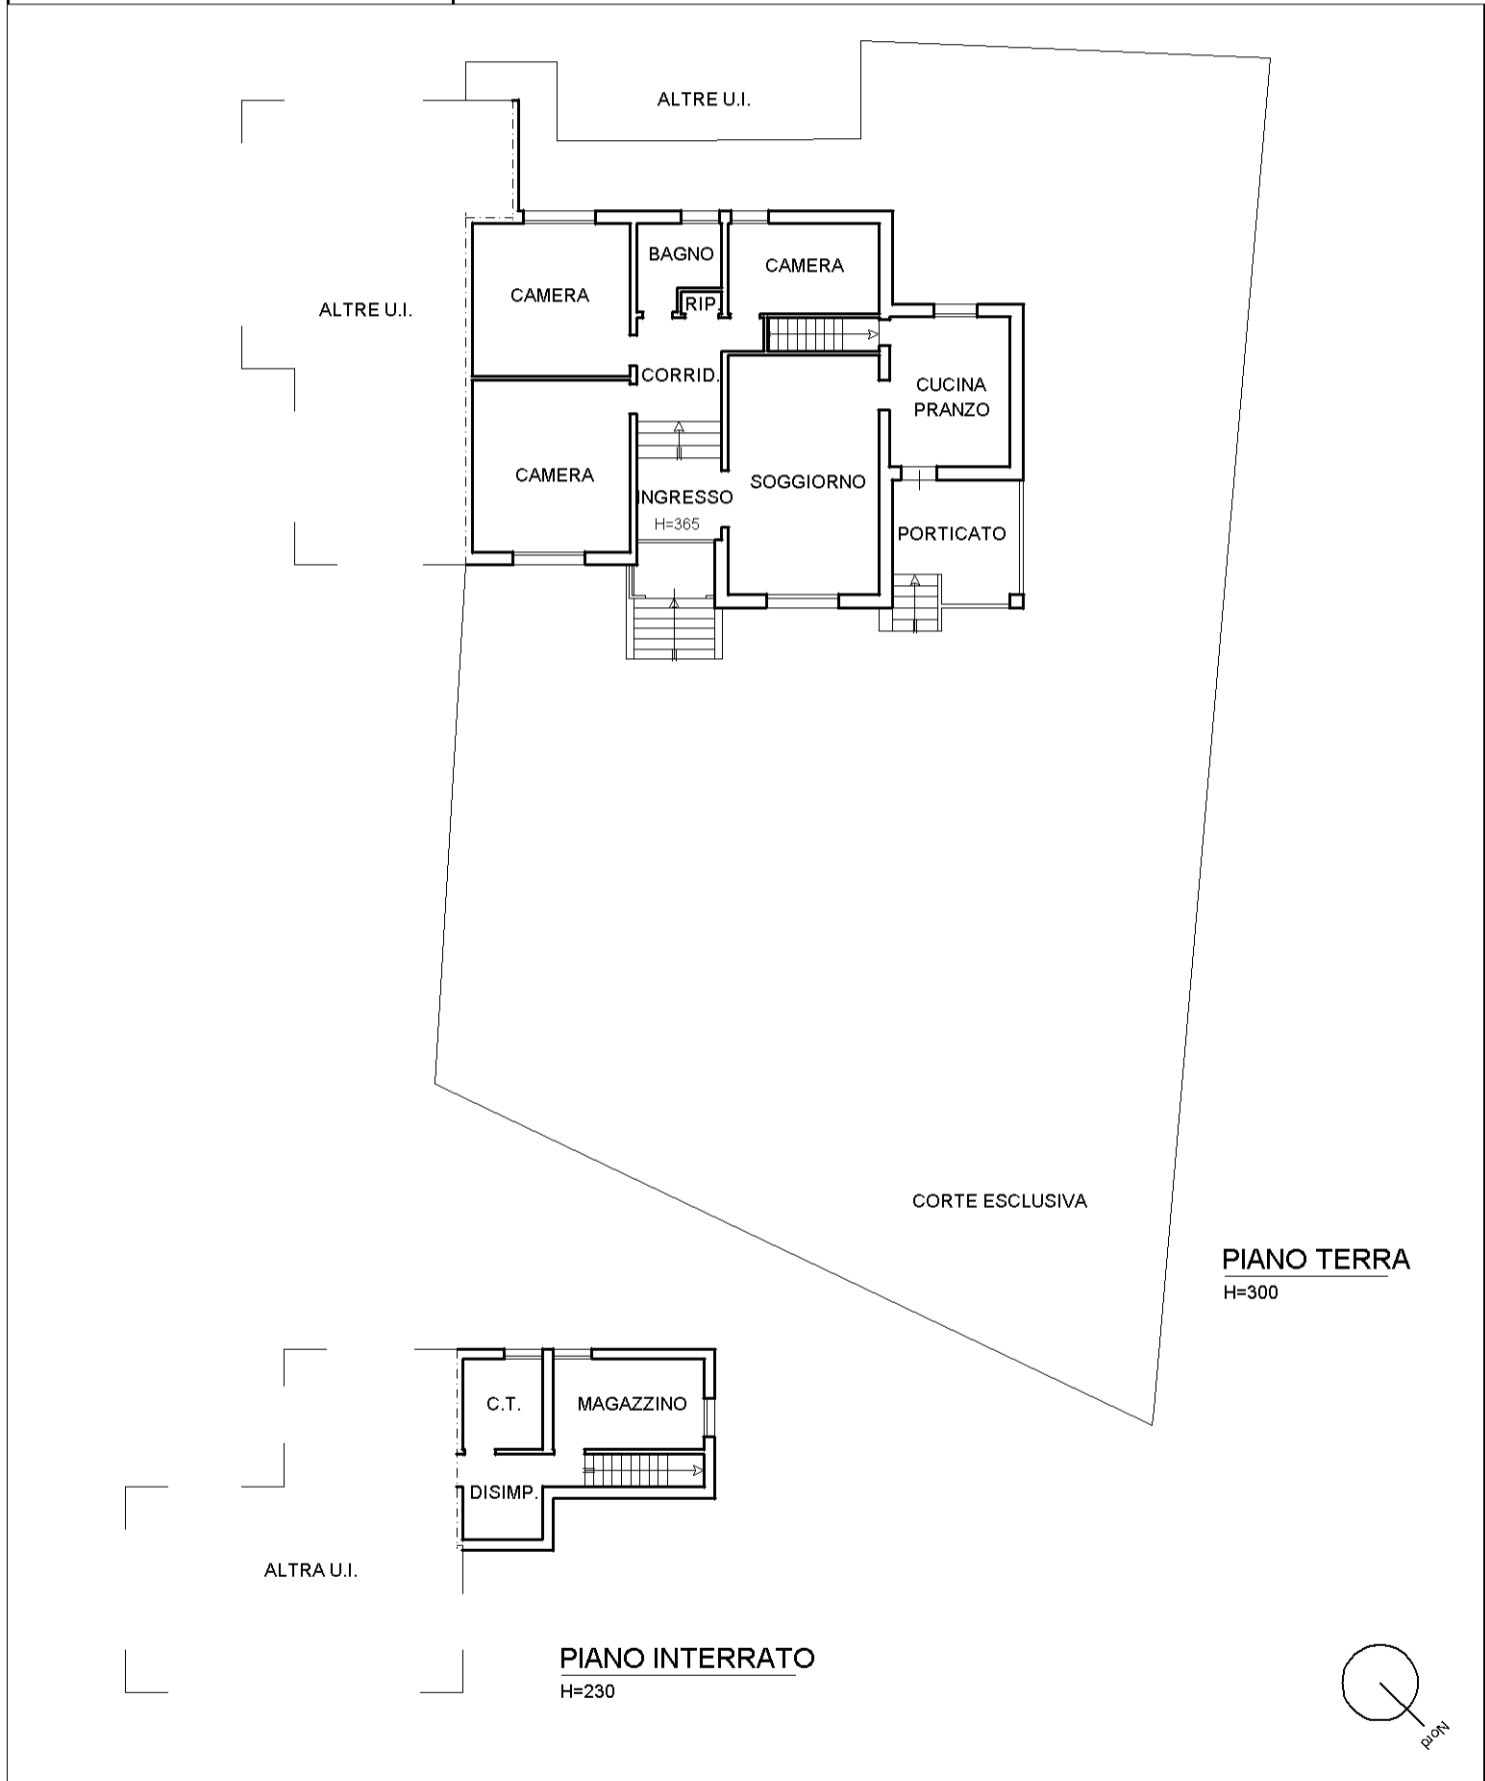 ALTRE U.I.
BAGNO
CAMERA
CAMERA
RIP.
ALTRE U.I.
CORRID.
CUCINA
PRANZO
CAMERA
SOGGIORNO
INGRESSO
H=365
PORTICATO
CORTE ESCLUSIVA
PIANO TERRA
H=300
C.T.
MAGAZZINO
DISIMP.
ALTRA U.I.
PIANO INTERRATO
H=230
Nord